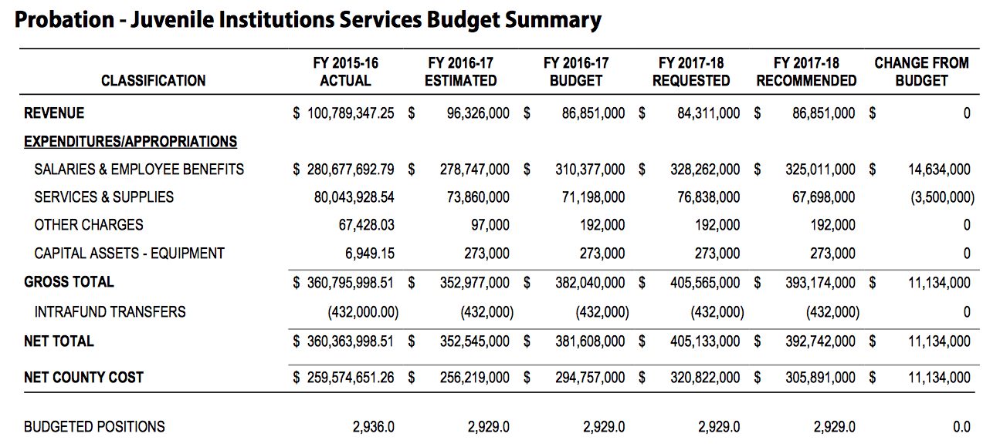 Probation - Juvenile Institutions Services Budget Summary
FY 2015-16 FY 2016-17 FY 2016-17 FY 2017-18 FY 2017-18 CHANGE FROM
CLASSIFICATION ACTUAL ESTIMATED BUDGET REQUESTED RECOMMENDED BUDGET
REVENUE $ 100,789,347.25 $ 96,326,000 $ 86,851,000 $ 84,311,000 $ 86,851,000 $ 0
EXPENDITURES/APPROPRIATIONS
SALARIES & EMPLOYEE BENEFITS $ 280,677,692.79 $ 278,747,000 $ 310,377,000 $ 328,262,000 $ 325,011,000 $ 14,634,000
SERVICES & SUPPLIES 80,043,928.54 73,860,000 71,198,000 76,838,000 67,698,000 (3,500,000)
OTHER CHARGES 67,428.03 97,000 192,000 192,000 192,000 0
CAPITAL ASSETS - EQUIPMENT 6,949.15 273,000 273,000 273,000 273,000 0
GROSS TOTAL $ 360,795,998.51 $ 352,977,000 $ 382,040,000 $ 405,565,000 $ 393,174,000 $ 11,134,000
INTRAFUND TRANSFERS (432,000.00) (432,000) (432,000) (432,000) (432,000) 0
NET TOTAL $ 360,363,998.51 $ 352,545,000 $ 381,608,000 $ 405,133,000 $ 392,742,000 $ 11,134,000
NET COUNTY COST $ 259,574,651.26 $ 256,219,000 $ 294,757,000 $ 320,822,000 $ 305,891,000 $ 11,134,000
BUDGETED POSITIONS 2,936.0 2,929.0 2,929.0 2,929.0 2,929.0 0.0